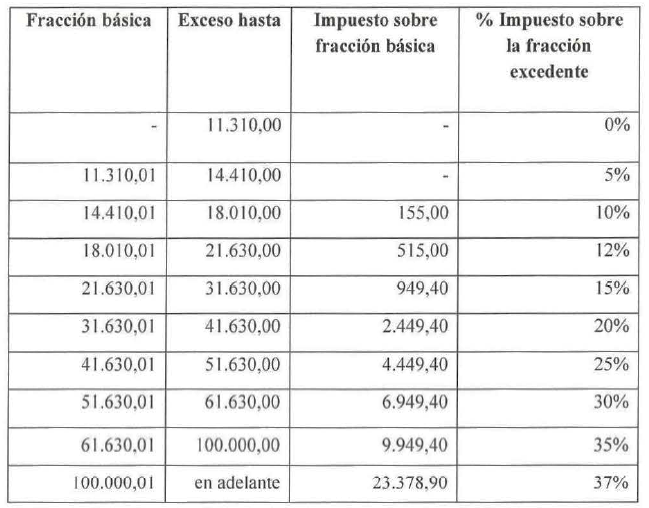 Fracción básica Exceso hasta Impuesto sobre % Impuesto sobre
fracción básica la fracción
excedente
- 11.310,00 - 0%
11.310,01 14.410,00 - 5%
14.410,01 18.010,00 155,00 10%
18.010,01 21.630,00 515,00 12%
21.630,01 31.630,00 949,40 15%
31.630,01 41.630,00 2.449,40 20%
41.630,01 51.630,00 4.449,40 25%
51.630,01 61.630,00 6.949,40 30%
61.630,01 100.000,00 9.949,40 35%
100.000,01 en adelante 23.378,90 37%